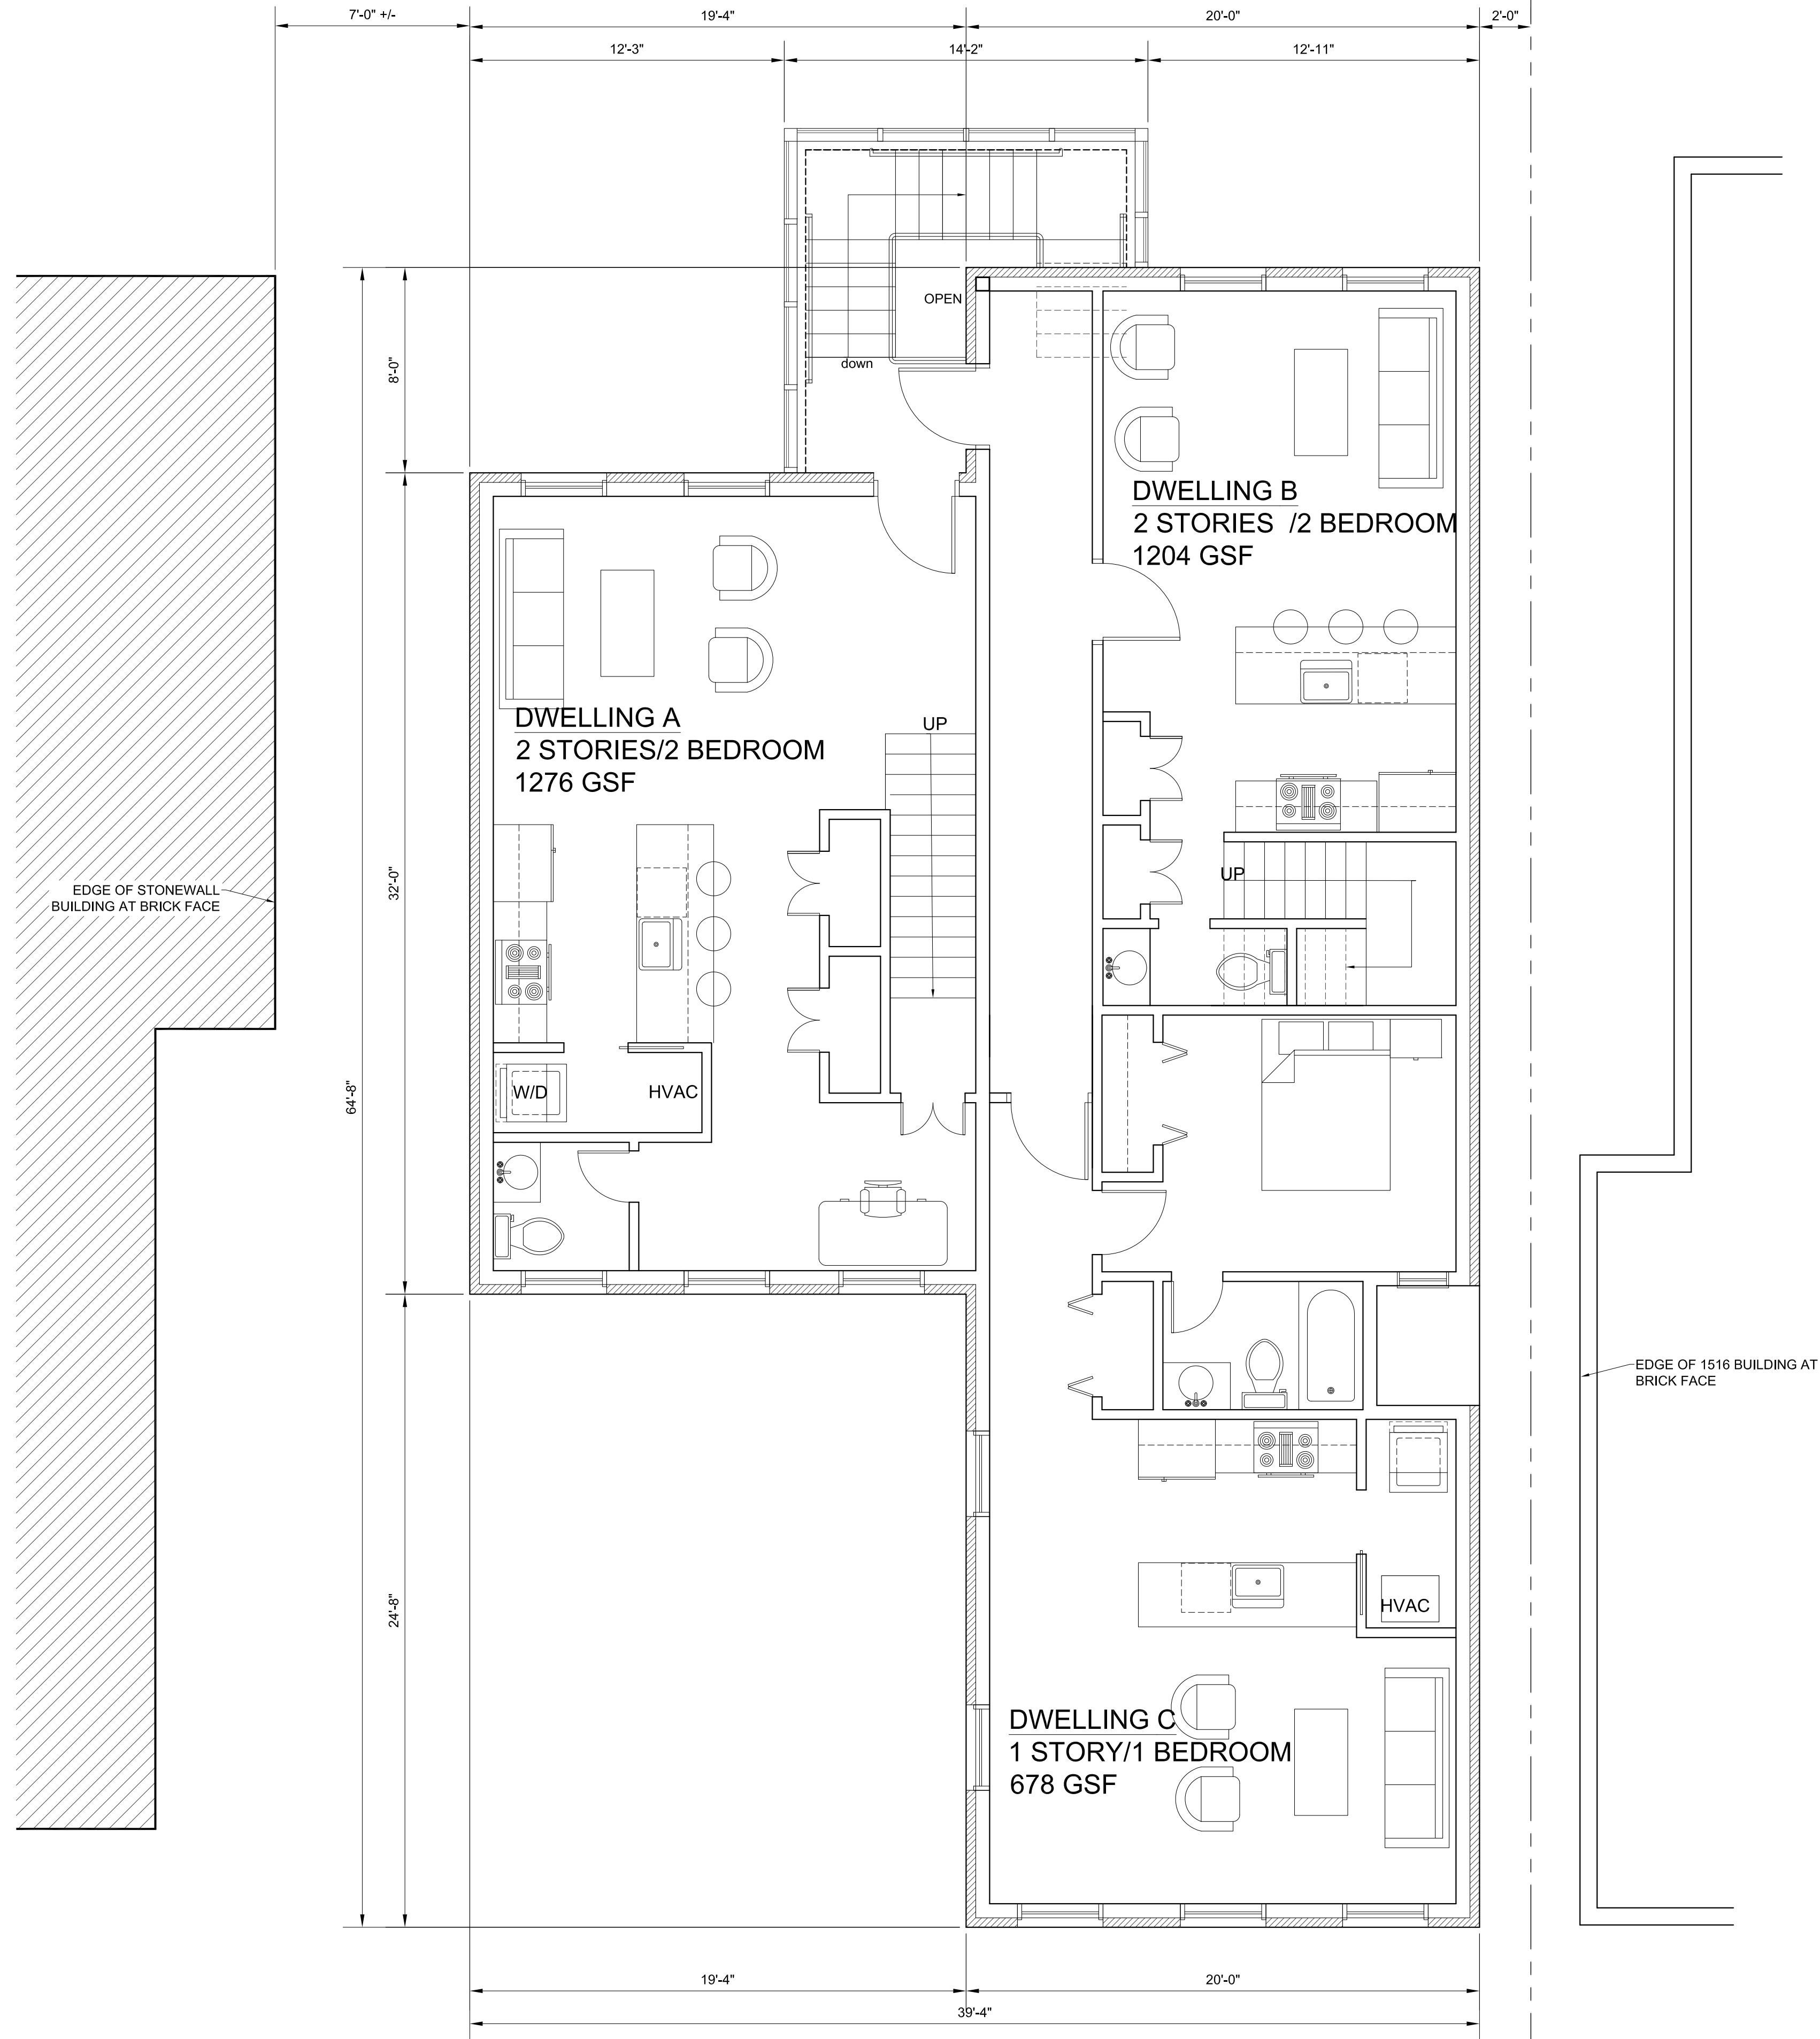 7'-0" +/-
19'-4"
20'-0"
2'-0"
12'-3"
14'-2"
12'-11"
OPEN
down
8'-0"
DWELLING B
2 STORIES /2 BEDROOM
1204 GSF
DWELLING A
2 STORIES/2 BEDROOM
1276 GSF
UP
UP
EDGE OF STONEWALL
BUILDING AT BRICK FACE
32'-0"
64'-8"
W/D
HVAC
EDGE OF 1516 BUILDING AT
BRICK FACE
24'-8"
HVAC
DWELLING C
1 STORY/1 BEDROOM
678 GSF
19'-4"
20'-0"
39'-4"